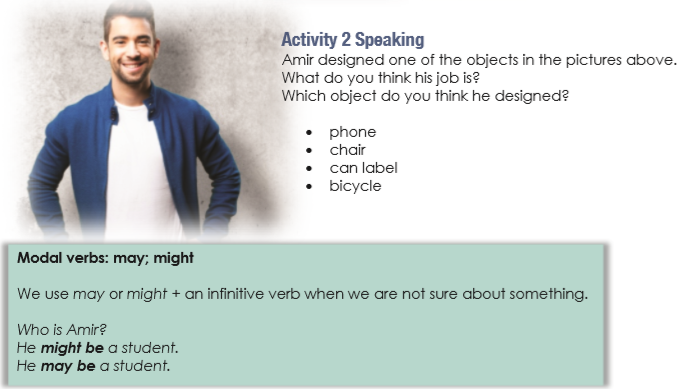 Activity 2 Speaking
Amir designed one of the objects in the pictures above.
What do you think his job is?
Which object do you think he designed?
• phone
• chair
• can label
• bicycle
Modal verbs: may; might
We use may or might + an infinitive verb when we are not sure about something.
Who is Amir?
He might be a student.
He may be a student.